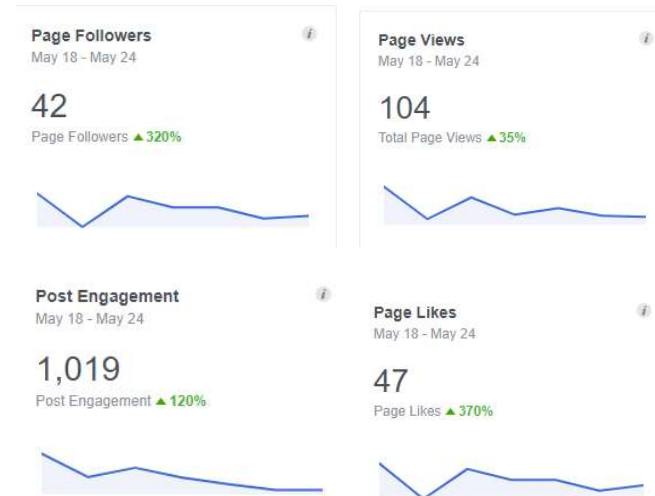 Page Followers
May 18 - May 24
42
Page Followers ▲ 320%
Page Views
May 18 - May 24
104
Total Page Views ▲ 35%
Post Engagement
May 18 - May 24
1,019
Post Engagement ▲ 120%
Page Likes
May 18 - May 24
47
Page Likes ▲ 370%